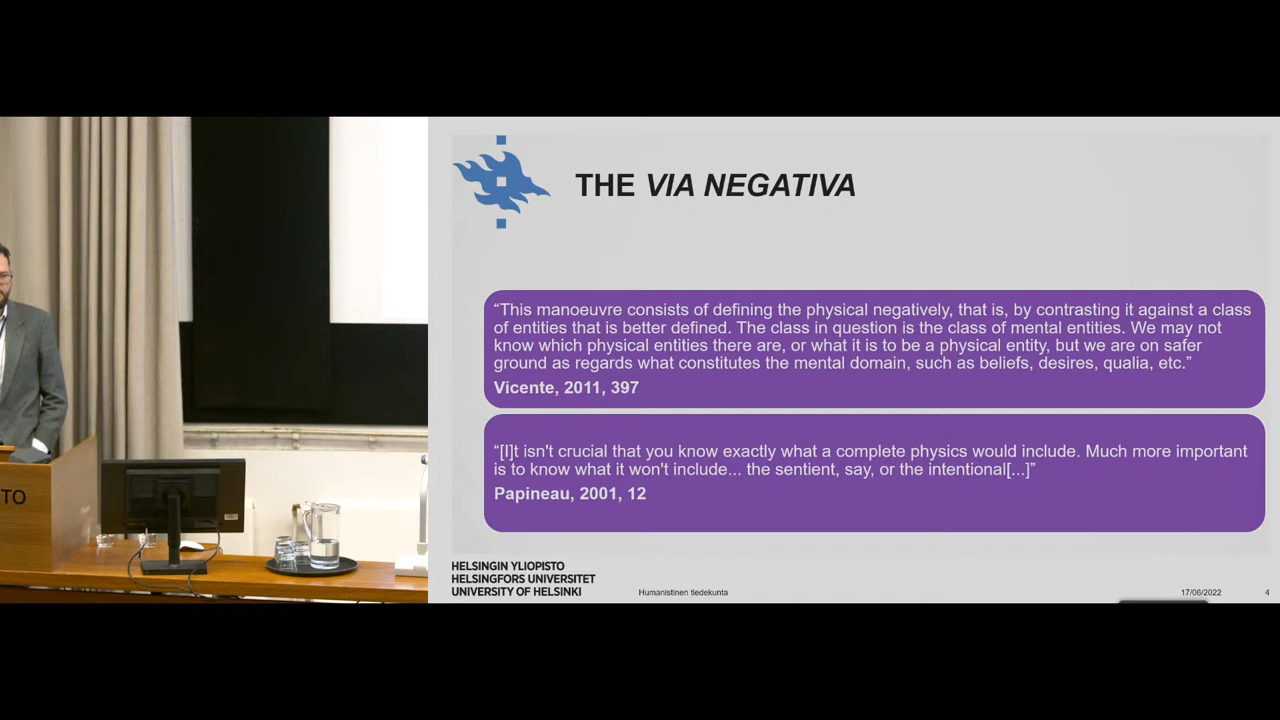 THE VIA NEGATIVA
“This manoeuvre consists of defining the physical negatively, that is, by contrasting it against a class
of entities that is better defined. The class in question is the class of mental entities. We may not
know which physical entities there are, or what it is to be a physical entity, but we are on safer
ground as regards what constitutes the mental domain, such as beliefs, desires, qualia, etc.”
Vicente, 2011, 397
“[I]t isn't crucial that you know exactly what a complete physics would include. Much more important
is to know what it won't include... the sentient, say, or the intentional[...]”
Papineau, 2001, 12
TO
HELSINGIN YLIOPISTO
HELSINGFORS UNIVERSITET
UNIVERSITY OF HELSINKI
Humanistinen tiedekunta
17/06/2022
4